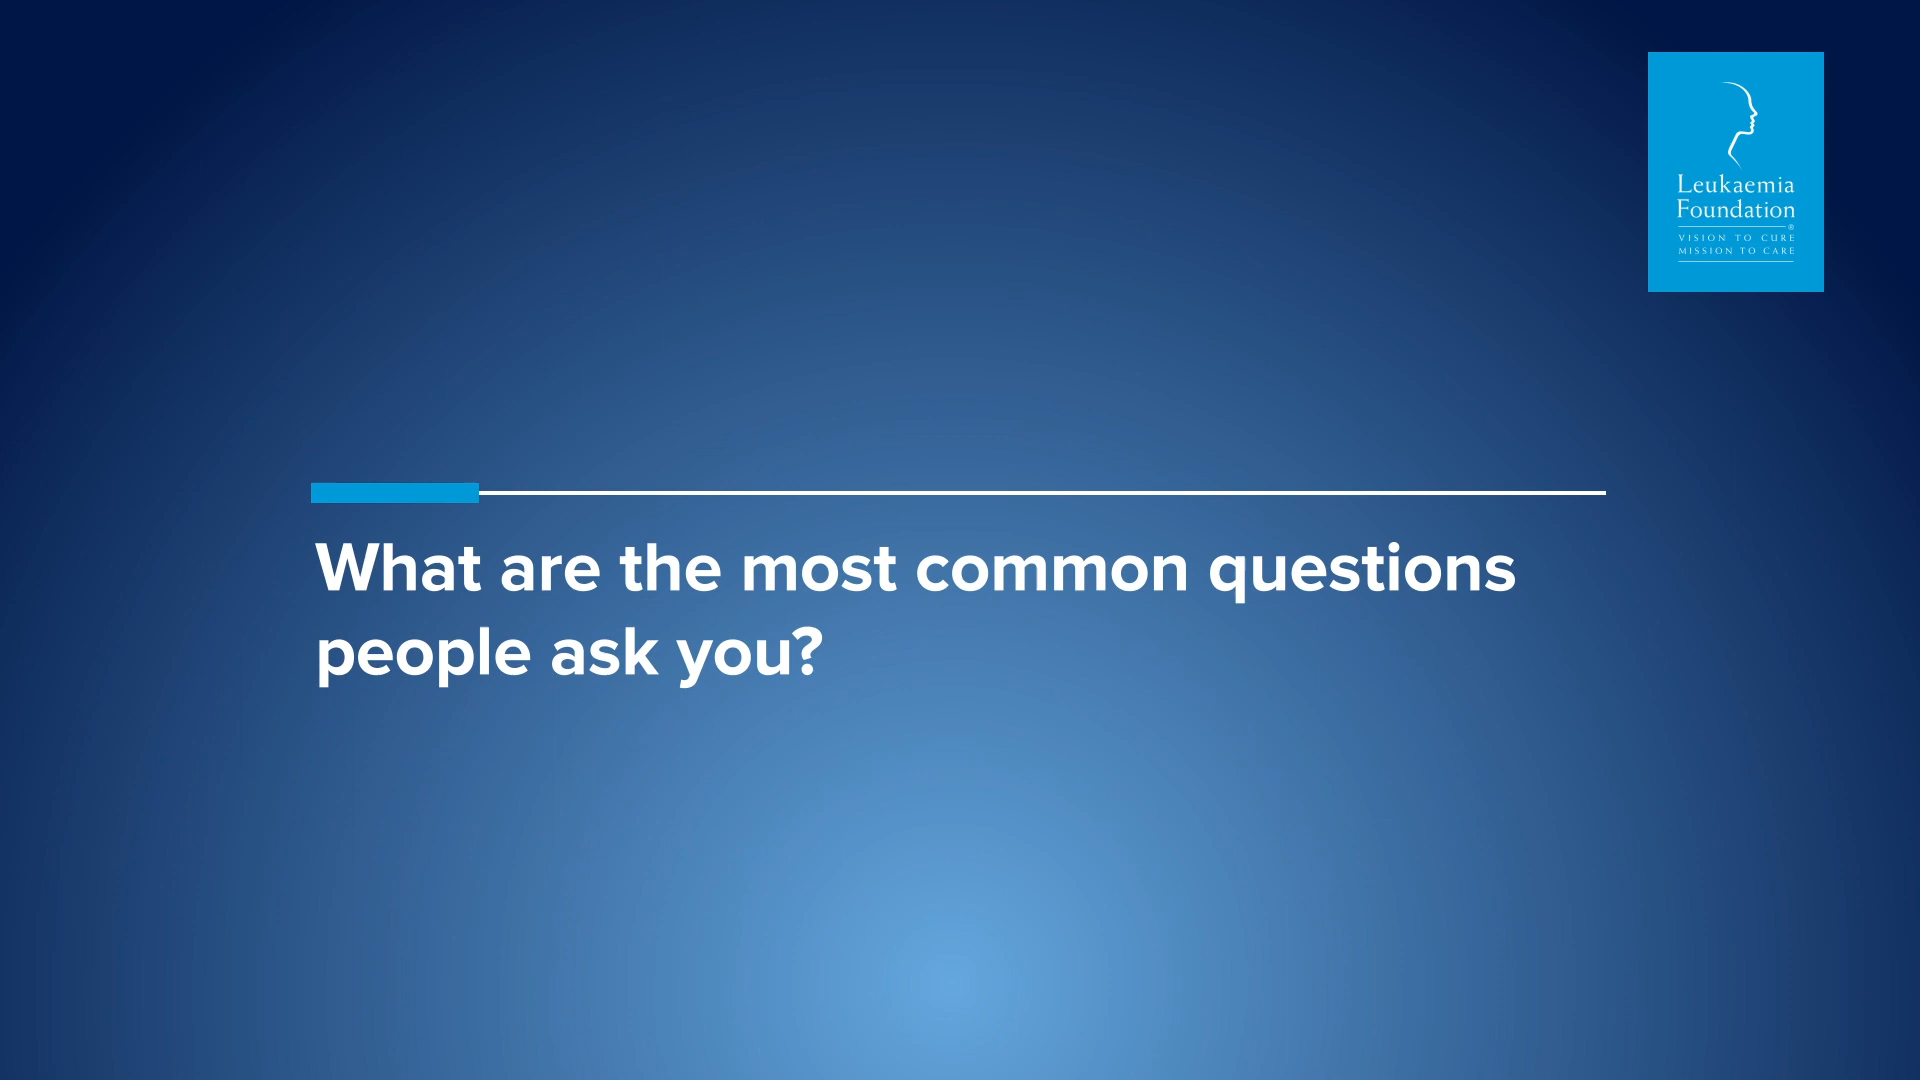 Leukaemia
Foundation®
VISION TO CURE
MISSION TO CARE
What are the most common questions
people ask you?